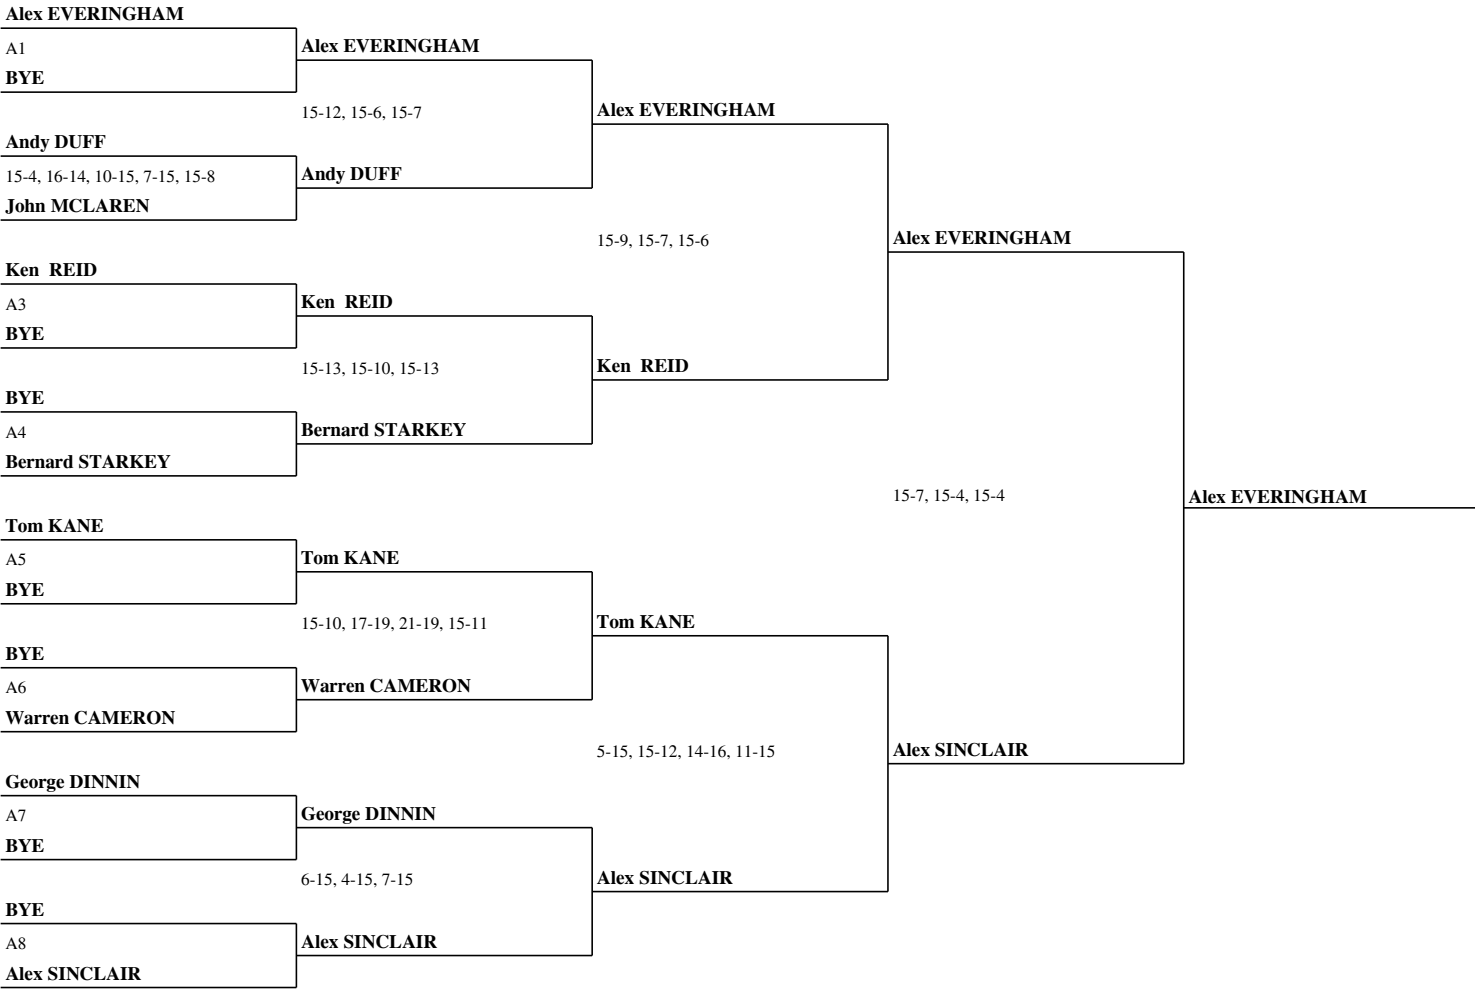 Alex EVERINGHAM
A1
BYE
Andy DUFF
15-4, 16-14, 10-15, 7-15, 15-8
John MCLAREN
Ken  REID
A3
BYE
BYE
A4
Bernard STARKEY
Tom KANE
A5
BYE
BYE
A6
Warren CAMERON
George DINNIN
A7
BYE
BYE
A8
Alex SINCLAIR
Alex EVERINGHAM
15-12, 15-6, 15-7
Andy DUFF
Ken  REID
15-13, 15-10, 15-13
Bernard STARKEY
Tom KANE
15-10, 17-19, 21-19, 15-11
Warren CAMERON
George DINNIN
6-15, 4-15, 7-15
Alex SINCLAIR
Alex EVERINGHAM
15-9, 15-7, 15-6
Ken  REID
Tom KANE
5-15, 15-12, 14-16, 11-15
Alex SINCLAIR
Alex EVERINGHAM
15-7, 15-4, 15-4
Alex SINCLAIR
Alex EVERINGHAM